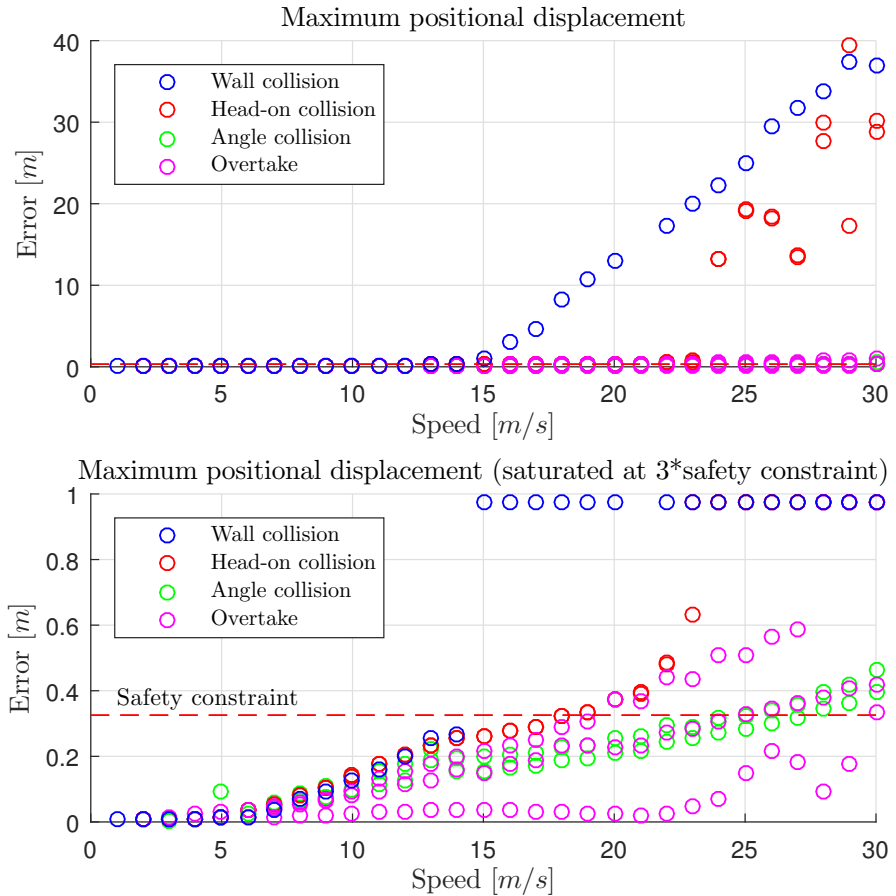 Maximum positional displacement
40
30
20
10
0
Error [m]
Wall collision
Head-on collision
Angle collision
Overtake
0 5 10 15 20 25 30
Speed [m/s]
Maximum positional displacement (saturated at 3*safety constraint)
1
0.8
0.6
0.4
0.2
0
Error [m]
Wall collision
Head-on collision
Angle collision
Overtake
Safety constraint
0 5 10 15 20 25 30
Speed [m/s]